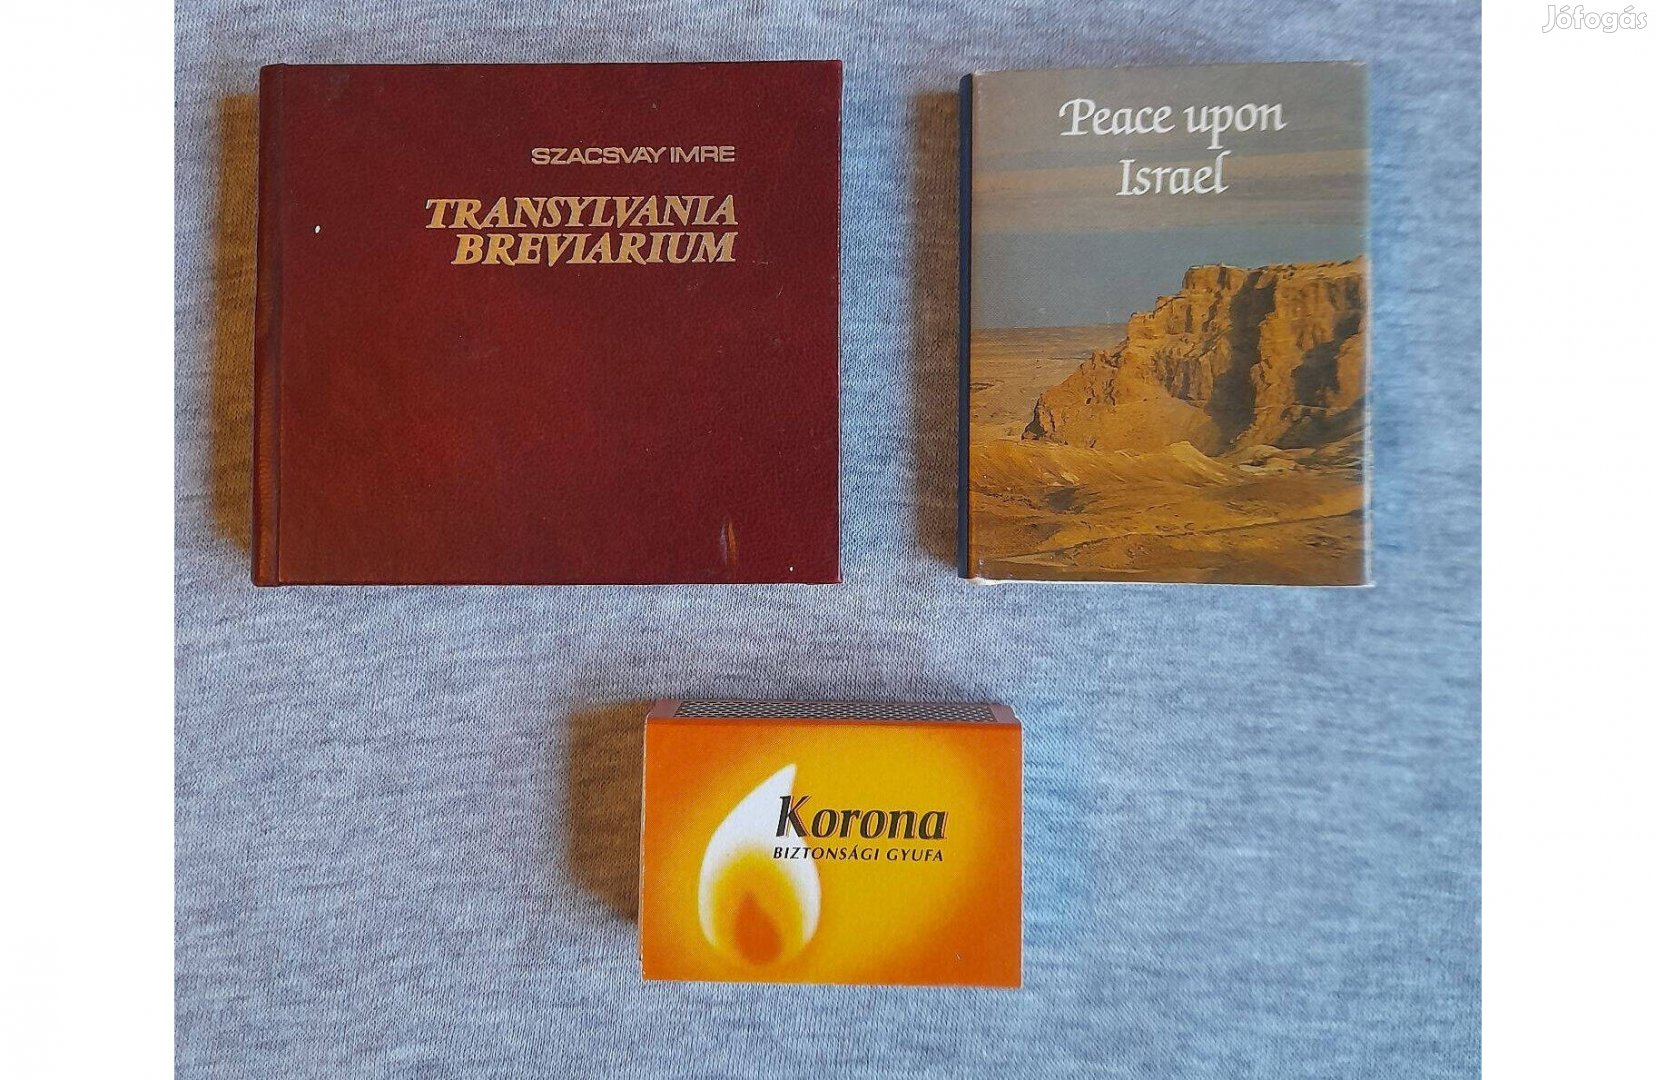 Jófogás
SZACSVAY IMRE
TRANSYLVANIA
BREVIARIUM
Peace upon
Israel
Korona
BIZTONSÁGI GYUFA